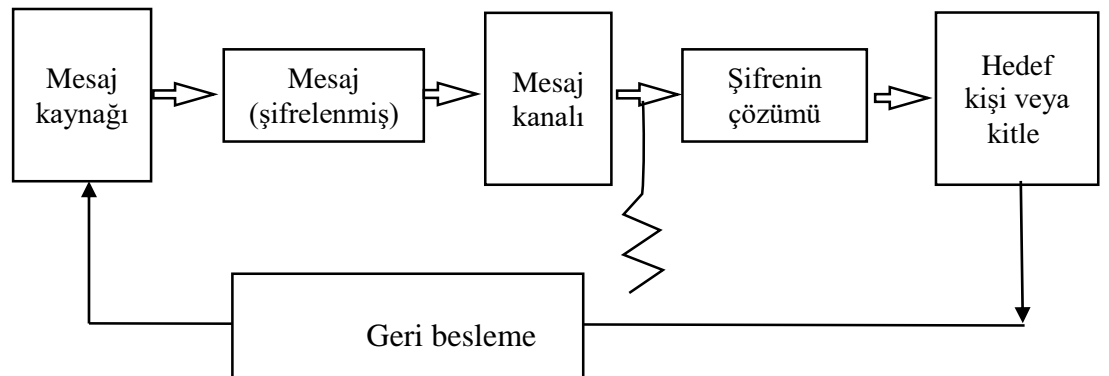 Mesaj
kaynağı
Mesaj
(şifrelenmiş)
Mesaj
kanalı
Şifrenin
çözümü
Hedef
kişi veya
kitle
Geri besleme